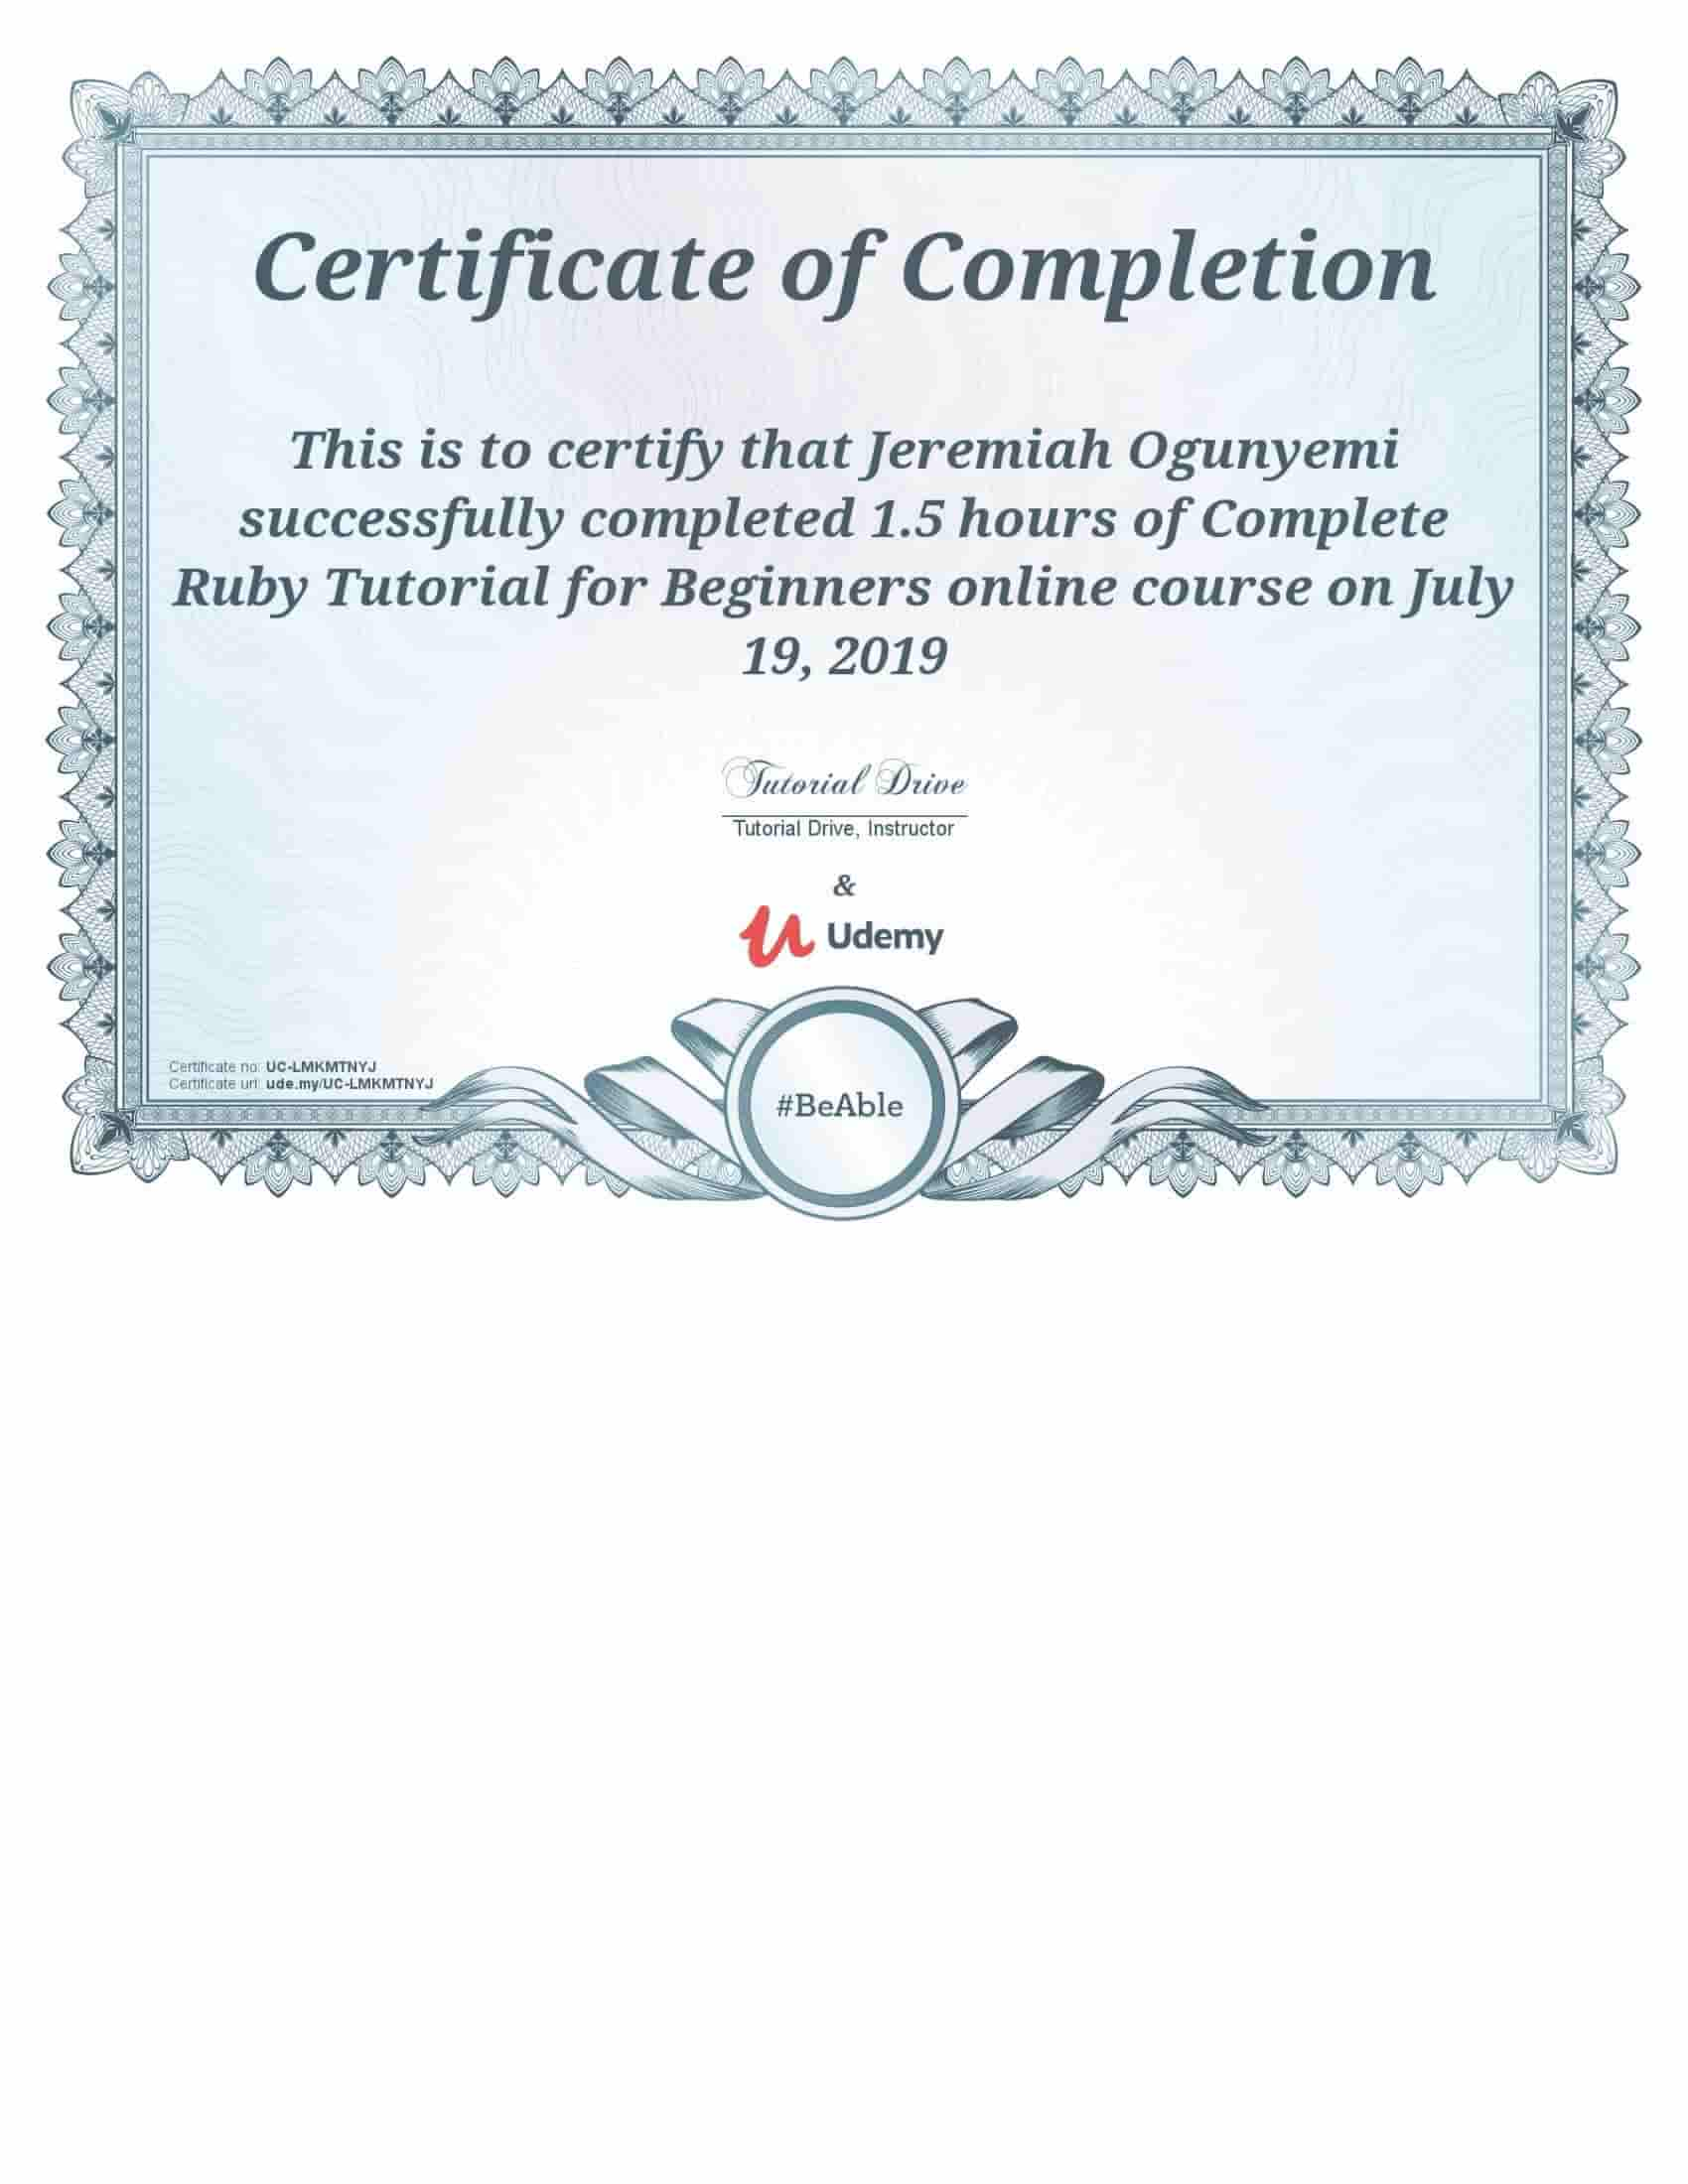 Certificate of Completion
This is to certify that Jeremiah Ogunyemi
successfully completed 1.5 hours of Complete
Ruby Tutorial for Beginners online course on July
19, 2019
Tutorial Drive
Tutorial Drive, Instructor
&
Udemy
Certificate no: UC-LMKMTNYJ
Certificate url: ude.my/UC-LMKMTNYJ
#BeAble